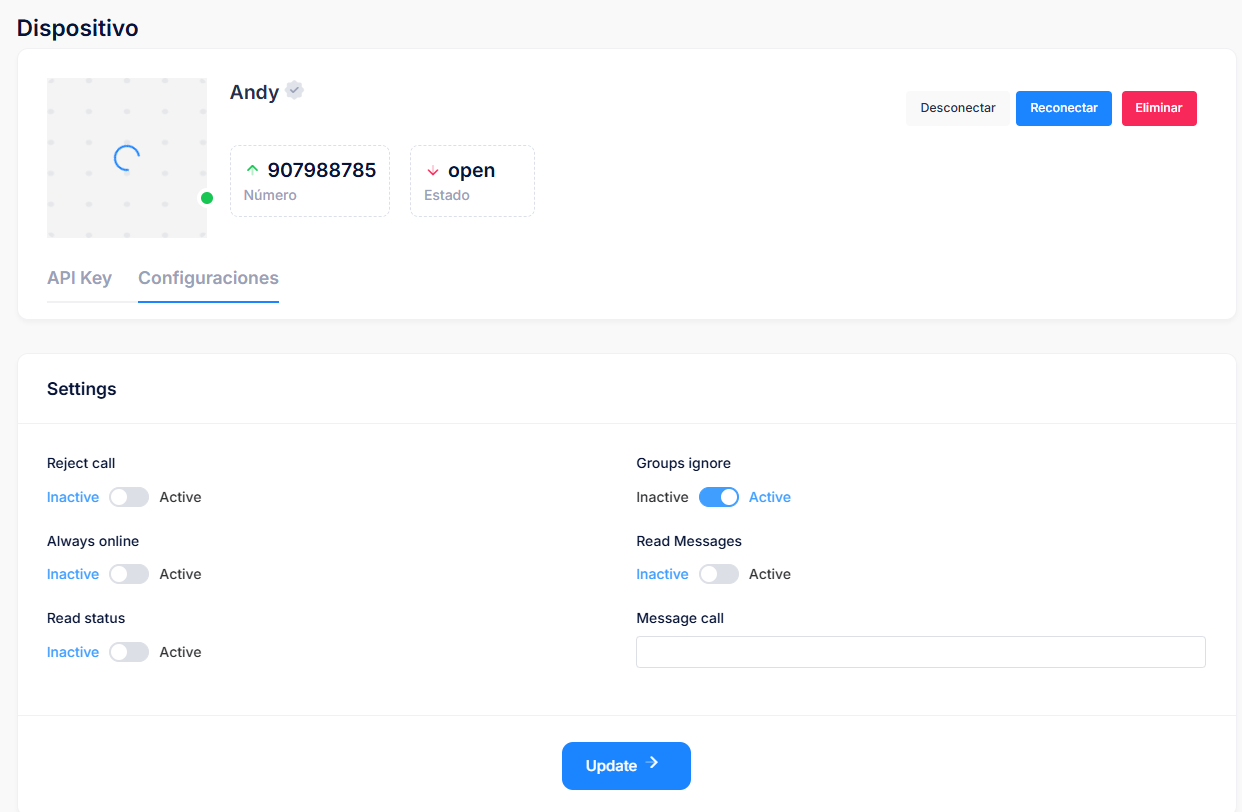 Dispositivo
Andy
Desconectar Reconectar Eliminar
907988785 open
Número Estado
API Key Configuraciones
Settings
Reject call Groups ignore
Inactive Active Inactive Active
Always online Read Messages
Inactive Active Inactive Active
Read status Message call
Inactive Active
Update